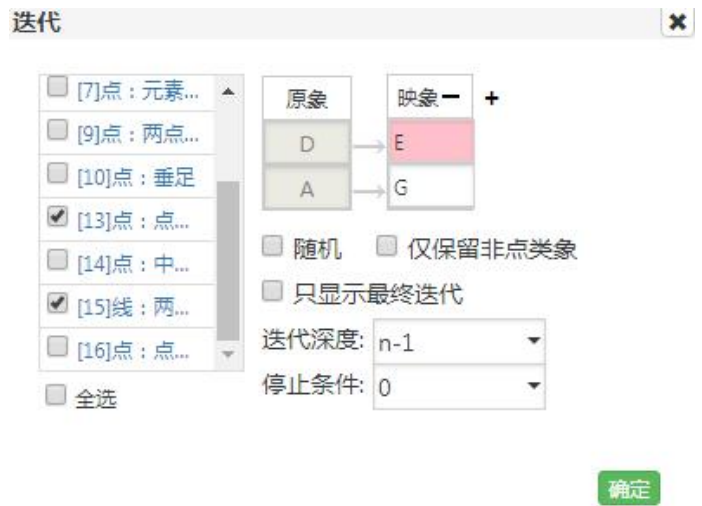 迭代
[7]点：元素...
[9]点：两点...
[10]点：垂足
[13]点：点...
[14]点：中...
[15]线：两...
[16]点：点...
全选
原象 映象 − +
D E
A G
随机 仅保留非点类象
只显示最终迭代
迭代深度: n-1
停止条件: 0
确定